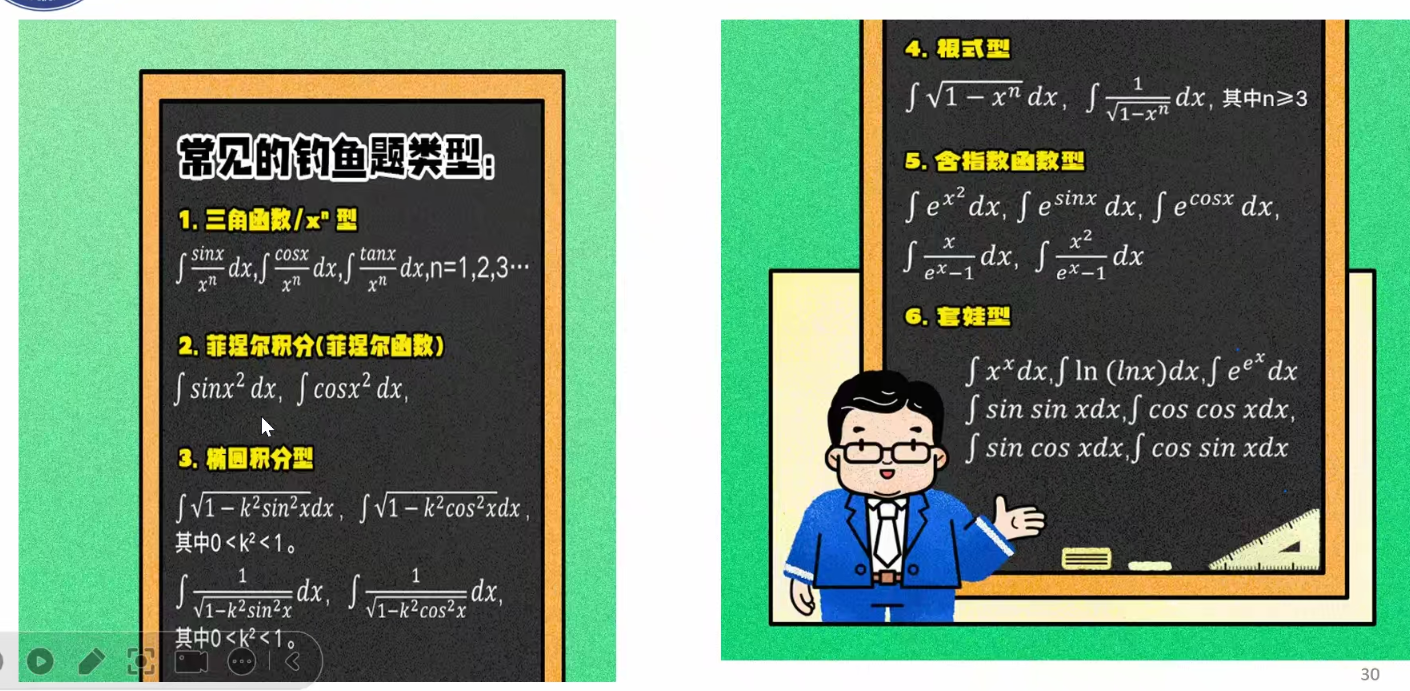 常见的钓鱼题类型:
1. 三角函数/xⁿ 型
∫ sinx/xⁿ dx,∫ cosx/xⁿ dx,∫ tanx/xⁿ dx,n=1,2,3…
2. 菲涅尔积分(菲涅尔函数)
∫ sinx² dx, ∫ cosx² dx,
3. 椭圆积分型
∫ √(1 − k²sin²x)dx , ∫ √(1 − k²cos²x)dx ,
其中0<k²<1。
∫ 1/√(1−k²sin²x) dx, ∫ 1/√(1−k²cos²x) dx,
其中0<k²<1。
4. 根式型
∫ √(1 − xⁿ) dx, ∫ 1/√(1−xⁿ) dx, 其中n≥3
5. 含指数函数型
∫ e^(x²) dx, ∫ e^(sinx) dx, ∫ e^(cosx) dx,
∫ x/(eˣ−1) dx, ∫ x²/(eˣ−1) dx
6. 套娃型
∫ xˣ dx,∫ ln (lnx)dx,∫ e^(eˣ) dx
∫ sin sin xdx,∫ cos cos xdx,
∫ sin cos xdx,∫ cos sin xdx
30